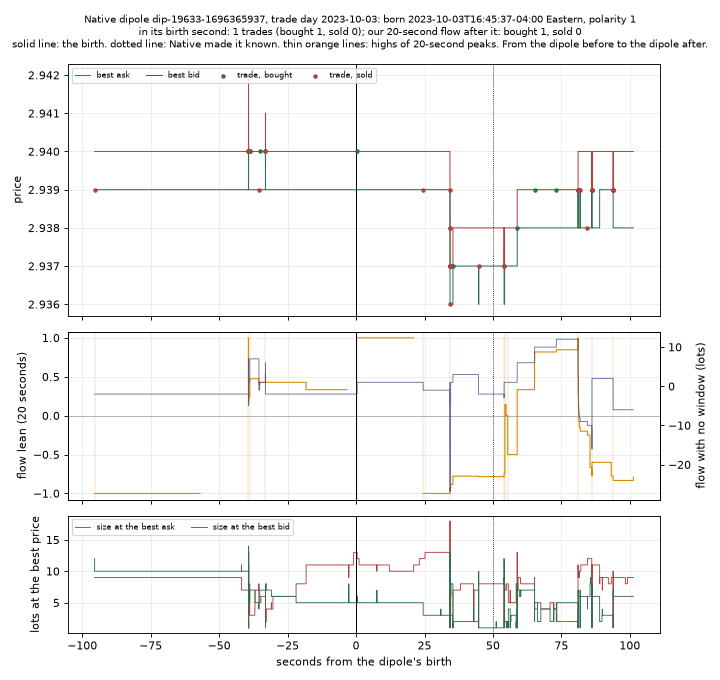 Native dipole dip-19633-1696365937, trade day 2023-10-03: born 2023-10-03T16:45:37-04:00 Eastern, polarity 1
in its birth second: 1 trades (bought 1, sold 0); our 20-second flow after it: bought 1, sold 0
solid line: the birth. dotted line: Native made it known. thin orange lines: highs of 20-second peaks. From the dipole before to the dipole after.
best ask best bid trade, bought trade, sold
2.942
2.941
2.940
2.939
2.938
2.937
2.936
price
1.0
0.5
0.0
−0.5
−1.0
flow lean (20 seconds)
10
0
−10
−20
flow with no window (lots)
size at the best ask size at the best bid
15
10
5
lots at the best price
−100 −75 −50 −25 0 25 50 75 100
seconds from the dipole's birth